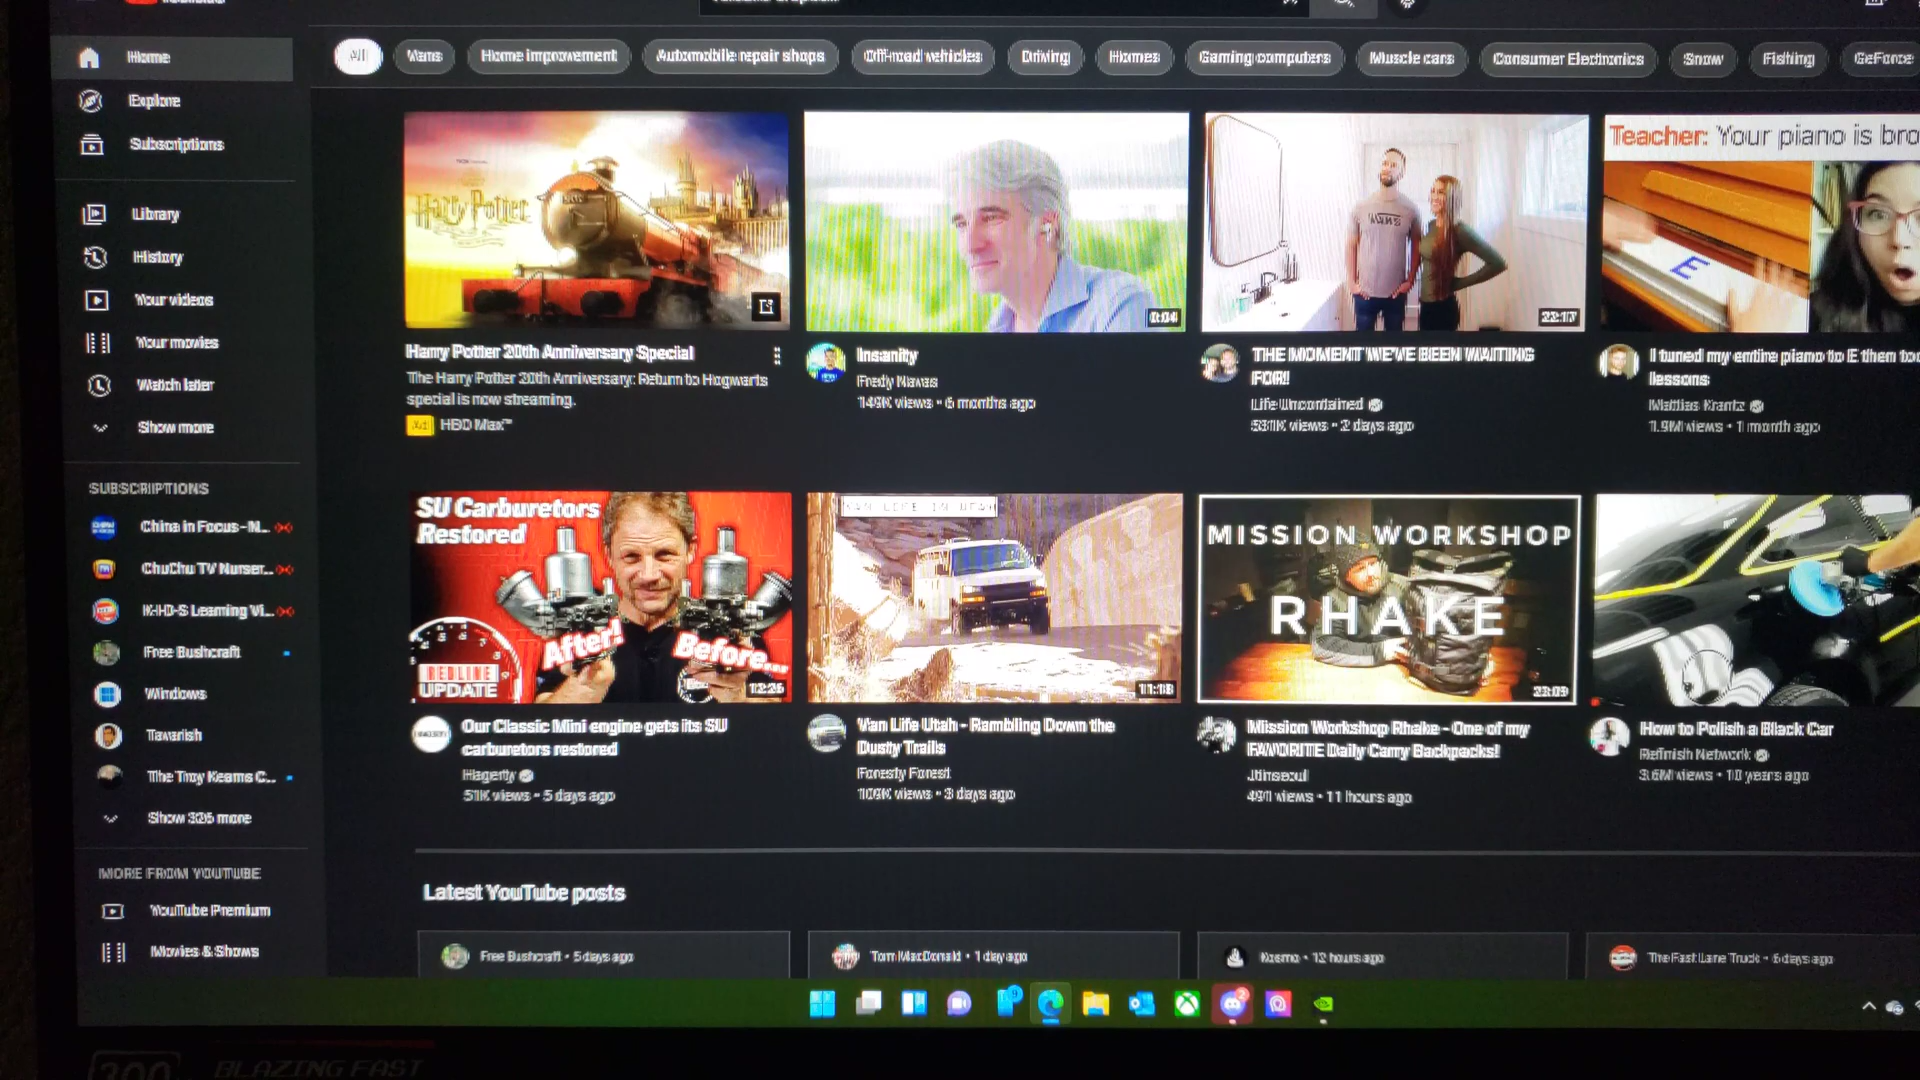 All
Vans
Home improvement
Automobile repair shops
Off-road vehicles
Driving
Homes
Gaming computers
Muscle cars
Consumer Electronics
Snow
Fishing
GeForce
Home
Explore
Subscriptions
Library
History
Your videos
Your movies
Watch later
Show more
SUBSCRIPTIONS
China in Focus - N...
ChuChu TV Nurser...
K-I-D-S Learning Vi...
Free Bushcraft
Windows
Tavarish
The Troy Kearns C...
Show 326 more
MORE FROM YOUTUBE
YouTube Premium
Movies & Shows
Harry Potter
Harry Potter 20th Anniversary Special
The Harry Potter 20th Anniversary: Return to Hogwarts
special is now streaming.
Ad HBO Max™
0:04
Insanity
Fredy Navas
149K views • 6 months ago
VANS
22:17
THE MOMENT WE'VE BEEN WAITING
FOR!!
Life Uncontained
531K views • 2 days ago
Teacher: Your piano is bro
E
I tuned my entire piano to E then too
lessons
Mattias Krantz
1.9M views • 1 month ago
SU Carburetors
Restored
After!
Before...
REDLINE
UPDATE
12:26
Our Classic Mini engine gets its SU
carburetors restored
Hagerty
51K views • 5 days ago
VAN LIFE IN UTAH
11:18
Van Life Utah - Rambling Down the
Dusty Trails
Foresty Forest
109K views • 3 days ago
MISSION WORKSHOP
RHAKE
23:09
Mission Workshop Rhake - One of my
FAVORITE Daily Carry Backpacks!
491 views • 11 hours ago
How to Polish a Black Car
Refinish Network
3.6M views • 10 years ago
Latest YouTube posts
Free Bushcraft • 5 days ago
Tom MacDonald • 1 day ago
Kosmo • 12 hours ago
The Fast Lane Truck • 6 days ago
9
2
300
BLAZING FAST